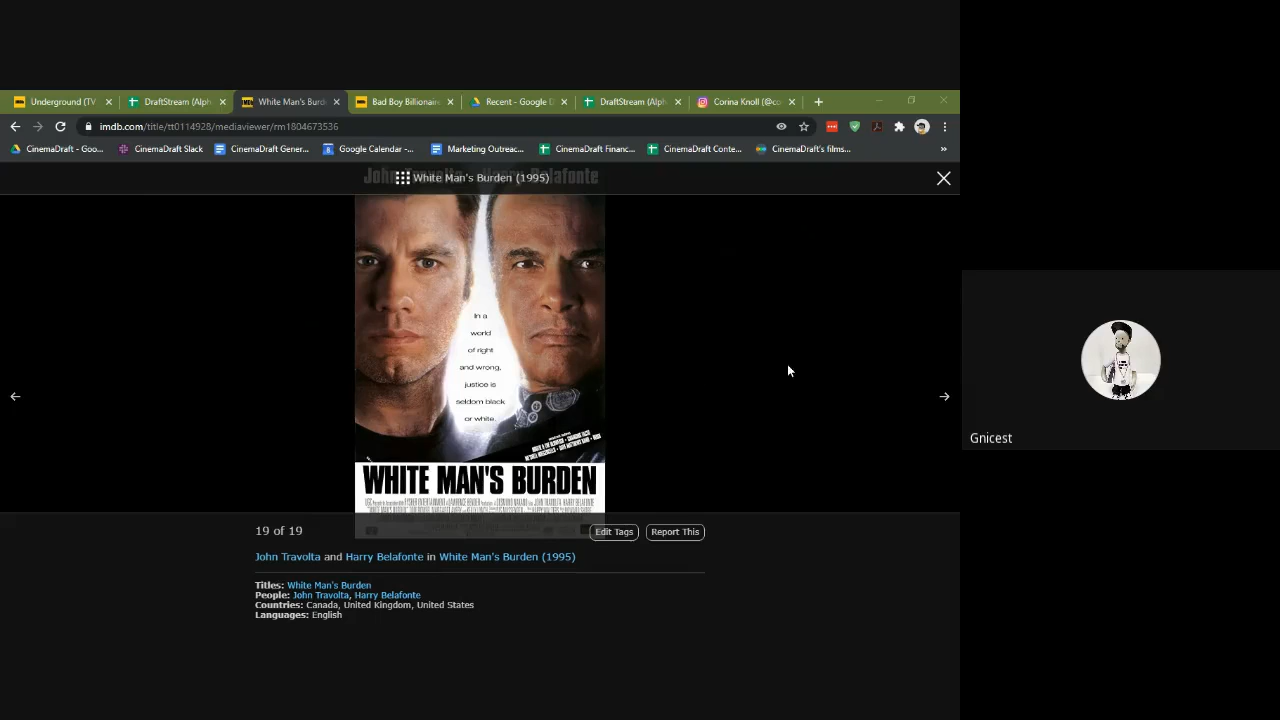 Underground (TV
DraftStream (Alph
White Man's Burd
Bad Boy Billionaire
Recent - Google D
DraftStream (Alph
Corina Knoll (@co
imdb.com/title/tt0114928/mediaviewer/rm1804673536
CinemaDraft - Goo...
CinemaDraft Slack
CinemaDraft Gener...
Google Calendar -...
Marketing Outreac...
CinemaDraft Financ...
CinemaDraft Conte...
CinemaDraft's films...
»
White Man's Burden (1995)
In a
world
of right
and wrong,
justice is
seldom black
or white.
WHITE MAN'S BURDEN
19 of 19
Edit Tags
Report This
John Travolta and Harry Belafonte in White Man's Burden (1995)
Titles: White Man's Burden
People: John Travolta, Harry Belafonte
Countries: Canada, United Kingdom, United States
Languages: English
Gnicest